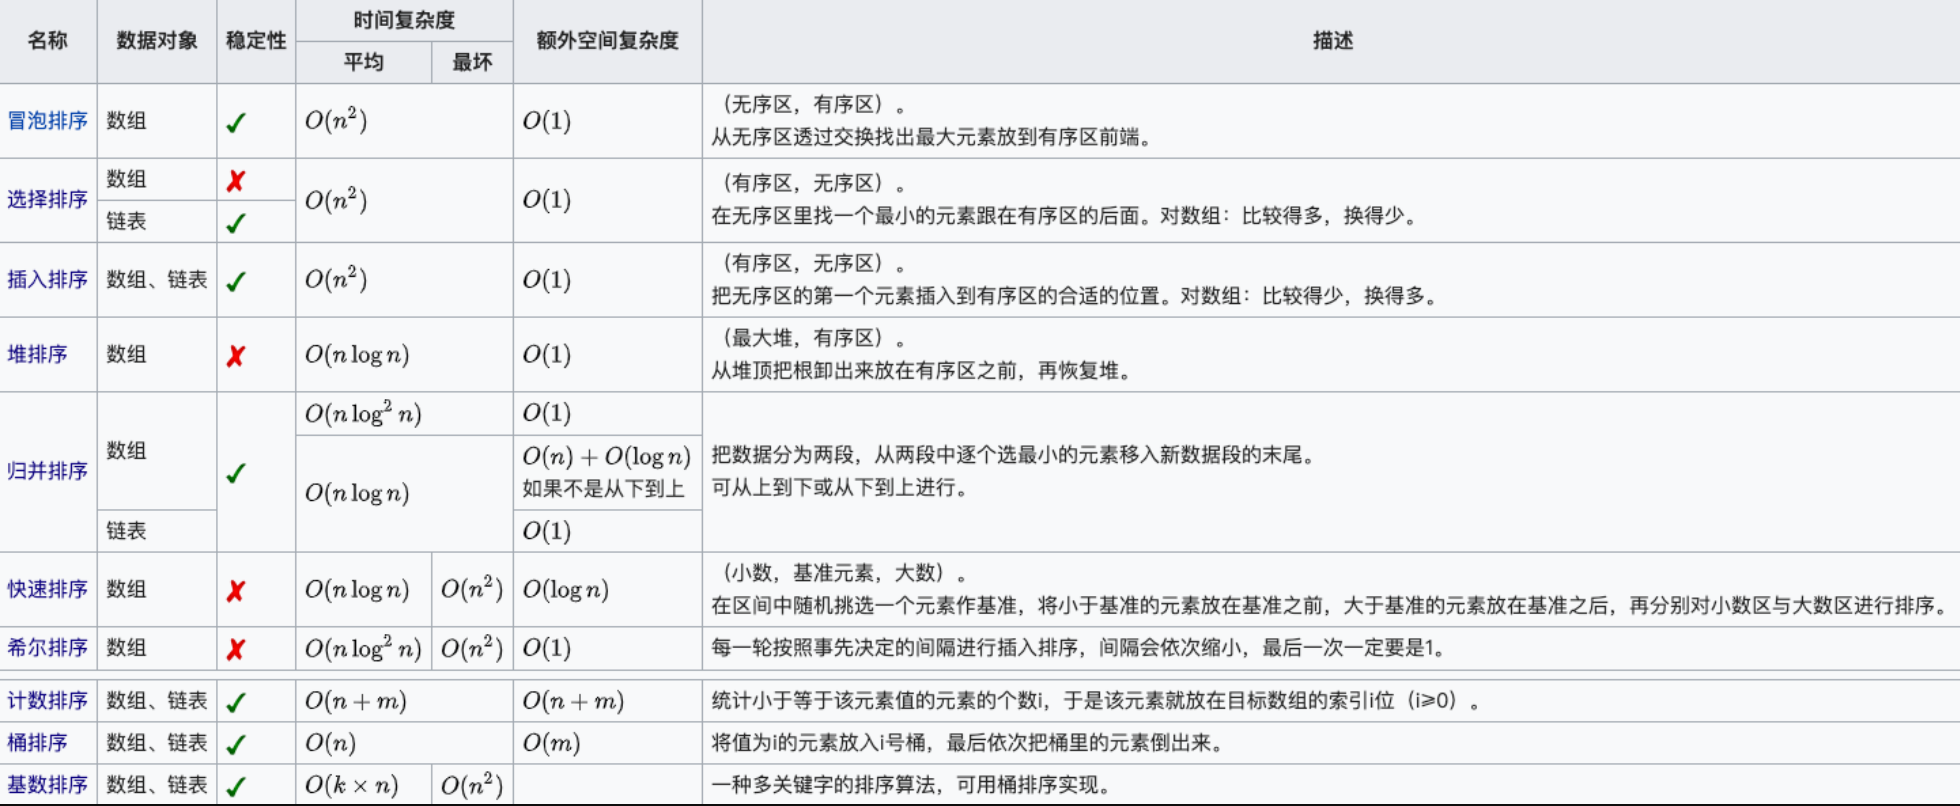 名称 数据对象 稳定性 时间复杂度 额外空间复杂度 描述
平均 最坏
冒泡排序 数组 ✓ O(n²) O(1) （无序区，有序区）。
从无序区透过交换找出最大元素放到有序区前端。
选择排序 数组 ✗ O(n²) O(1) （有序区，无序区）。
链表 ✓ 在无序区里找一个最小的元素跟在有序区的后面。对数组：比较得多，换得少。
插入排序 数组、链表 ✓ O(n²) O(1) （有序区，无序区）。
把无序区的第一个元素插入到有序区的合适的位置。对数组：比较得少，换得多。
堆排序 数组 ✗ O(n log n) O(1) （最大堆，有序区）。
从堆顶把根卸出来放在有序区之前，再恢复堆。
归并排序 数组 ✓ O(n log² n) O(1)
O(n log n) O(n) + O(log n) 把数据分为两段，从两段中逐个选最小的元素移入新数据段的末尾。
如果不是从下到上 可从上到下或从下到上进行。
链表 O(1)
快速排序 数组 ✗ O(n log n) O(n²) O(log n) （小数，基准元素，大数）。
在区间中随机挑选一个元素作基准，将小于基准的元素放在基准之前，大于基准的元素放在基准之后，再分别对小数区与大数区进行排序。
希尔排序 数组 ✗ O(n log² n) O(n²) O(1) 每一轮按照事先决定的间隔进行插入排序，间隔会依次缩小，最后一次一定要是1。
计数排序 数组、链表 ✓ O(n + m) O(n + m) 统计小于等于该元素值的元素的个数i，于是该元素就放在目标数组的索引i位（i≥0）。
桶排序 数组、链表 ✓ O(n) O(m) 将值为i的元素放入i号桶，最后依次把桶里的元素倒出来。
基数排序 数组、链表 ✓ O(k × n) O(n²) 一种多关键字的排序算法，可用桶排序实现。